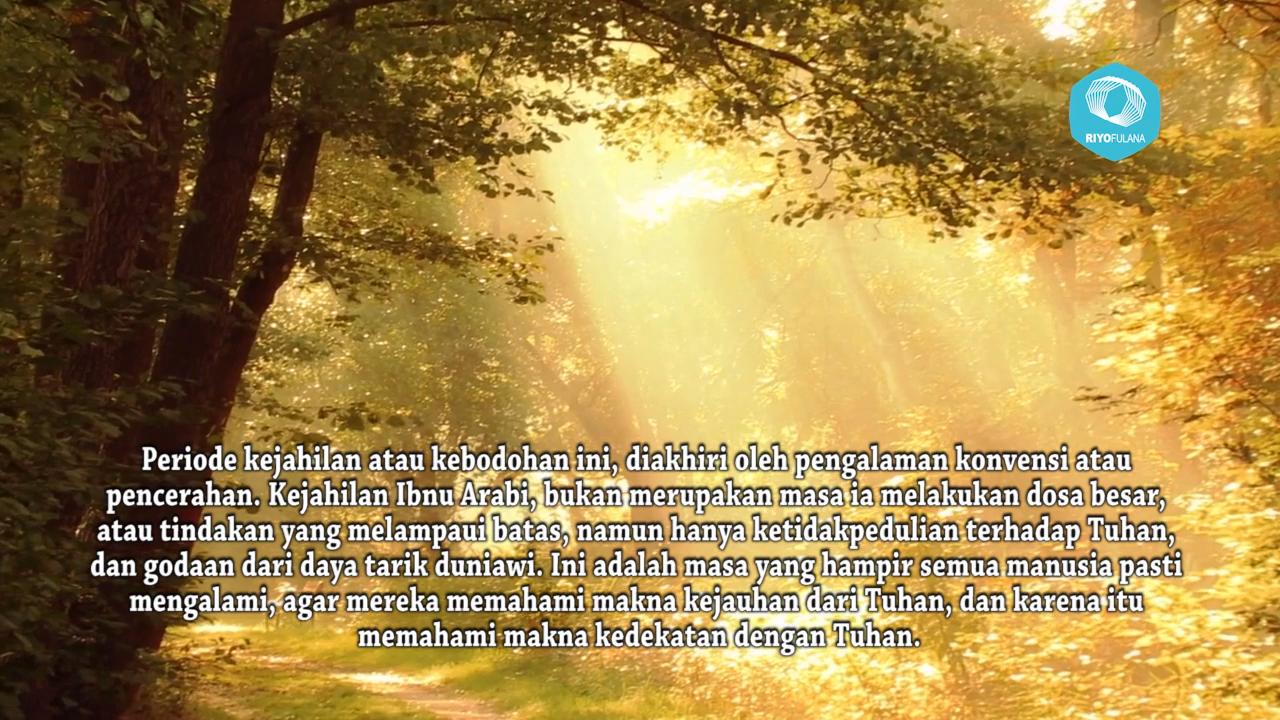 RIYOFULANA
Periode kejahilan atau kebodohan ini, diakhiri oleh pengalaman konvensi atau
pencerahan. Kejahilan Ibnu Arabi, bukan merupakan masa ia melakukan dosa besar,
atau tindakan yang melampaui batas, namun hanya ketidakpedulian terhadap Tuhan,
dan godaan dari daya tarik duniawi. Ini adalah masa yang hampir semua manusia pasti
mengalami, agar mereka memahami makna kejauhan dari Tuhan, dan karena itu
memahami makna kedekatan dengan Tuhan.